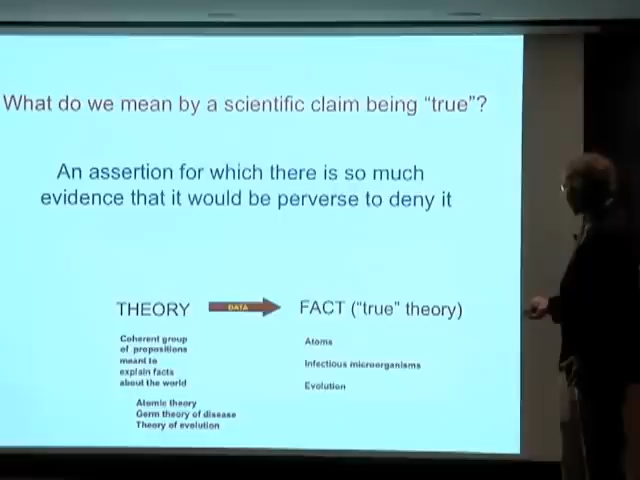 What do we mean by a scientific claim being "true"?
An assertion for which there is so much
evidence that it would be perverse to deny it
THEORY
DATA
FACT ("true" theory)
Coherent group
of propositions
meant to
explain facts
about the world
Atomic theory
Germ theory of disease
Theory of evolution
Atoms
Infectious microorganisms
Evolution